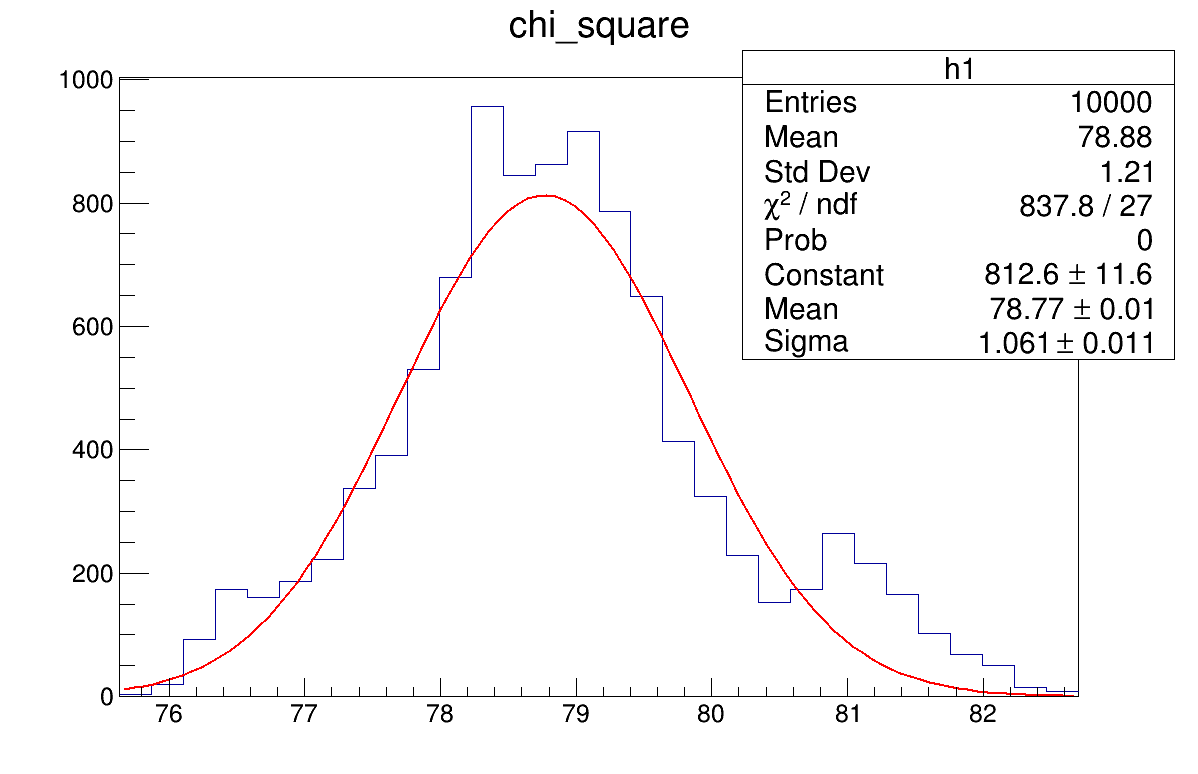 chi_square
h1
Entries 10000
Mean 78.88
Std Dev 1.21
χ² / ndf 837.8 / 27
Prob 0
Constant 812.6 ± 11.6
Mean 78.77 ± 0.01
Sigma 1.061 ± 0.011
1000
800
600
400
200
0
76 77 78 79 80 81 82